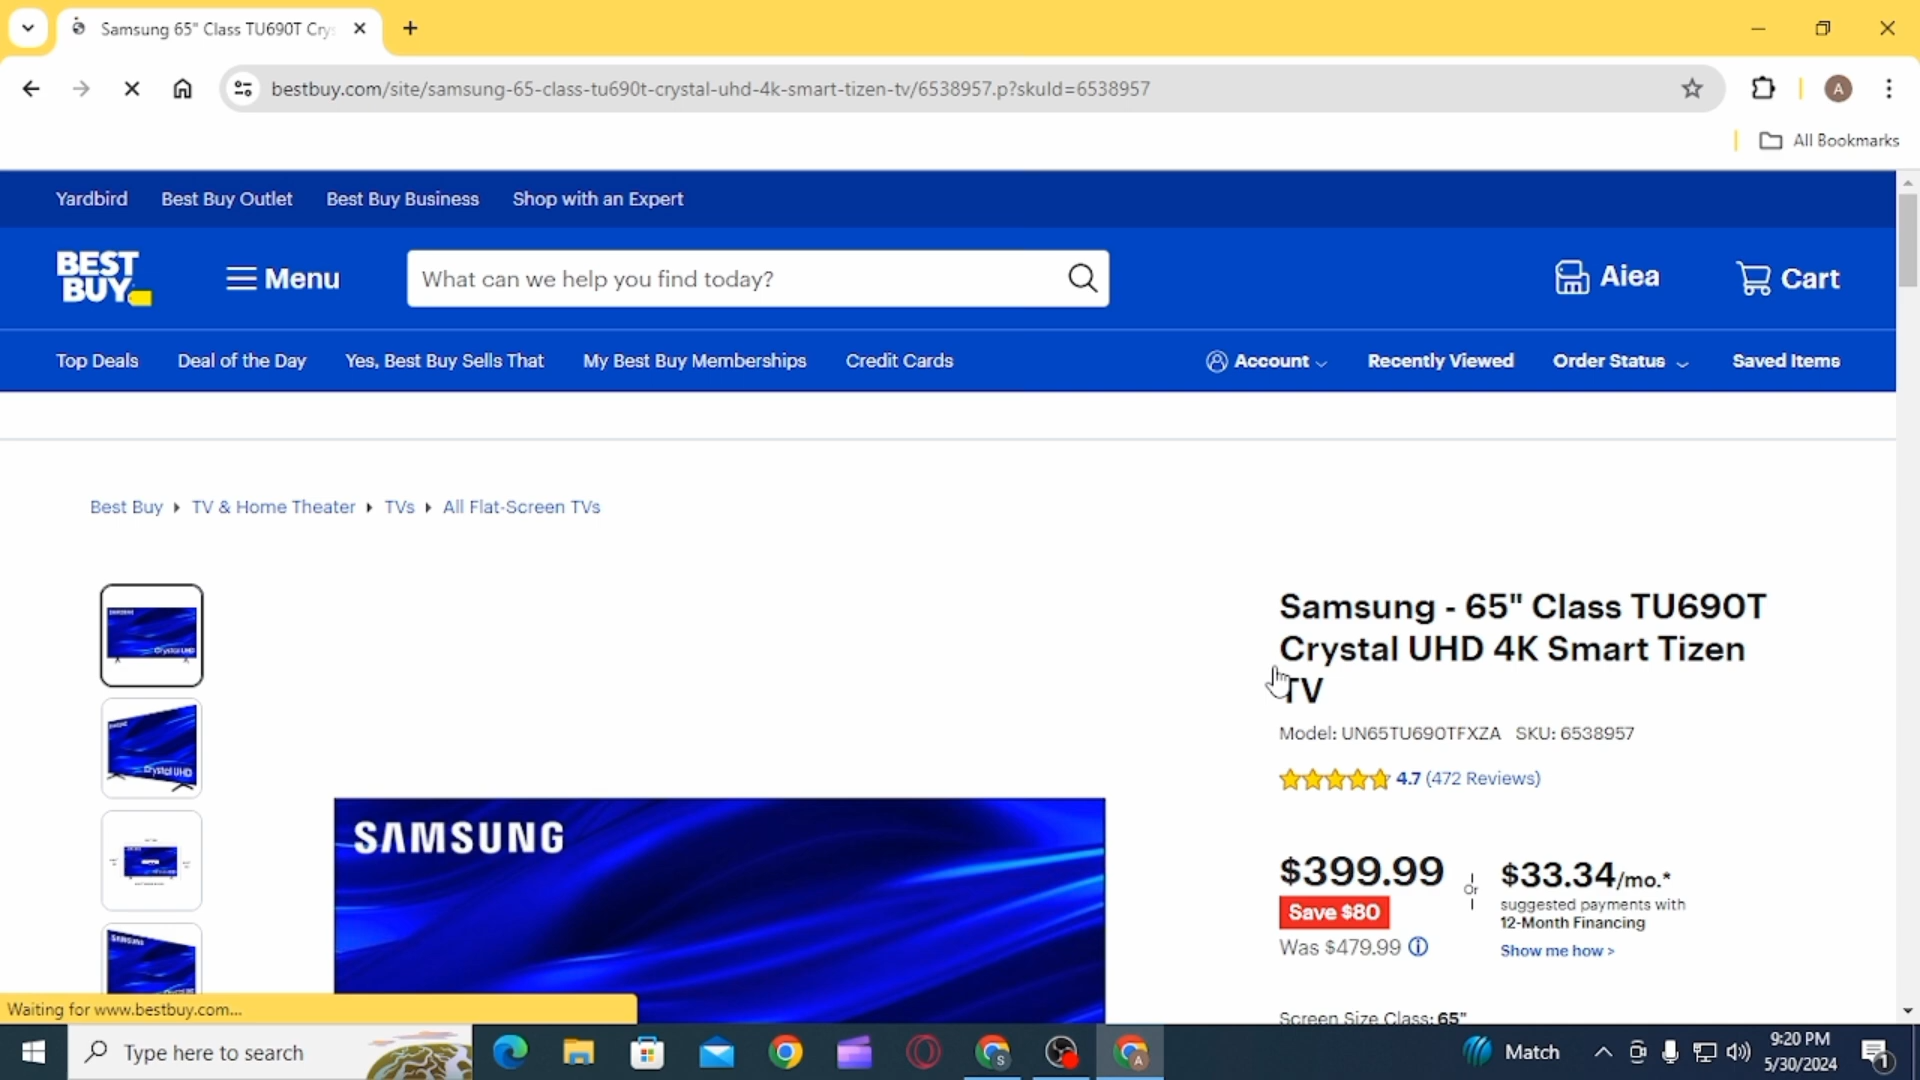 Samsung 65" Class TU690T Crys
bestbuy.com/site/samsung-65-class-tu690t-crystal-uhd-4k-smart-tizen-tv/6538957.p?skuId=6538957
A
All Bookmarks
Yardbird Best Buy Outlet Best Buy Business Shop with an Expert
BEST
BUY
Menu
What can we help you find today?
Aiea
Cart
Top Deals Deal of the Day Yes, Best Buy Sells That My Best Buy Memberships Credit Cards Account Recently Viewed Order Status Saved Items
Best Buy TV & Home Theater TVs All Flat-Screen TVs
Samsung - 65" Class TU690T
Crystal UHD 4K Smart Tizen
TV
Model: UN65TU690TFXZA SKU: 6538957
4.7 (472 Reviews)
$399.99
Save $80
Was $479.99
Or
$33.34/mo.*
suggested payments with
12-Month Financing
Show me how >
Screen Size Class: 65"
SAMSUNG
Crystal UHD
Crystal UHD
SAMSUNG
Waiting for www.bestbuy.com...
Type here to search
S
A
Match
9:20 PM
5/30/2024
1